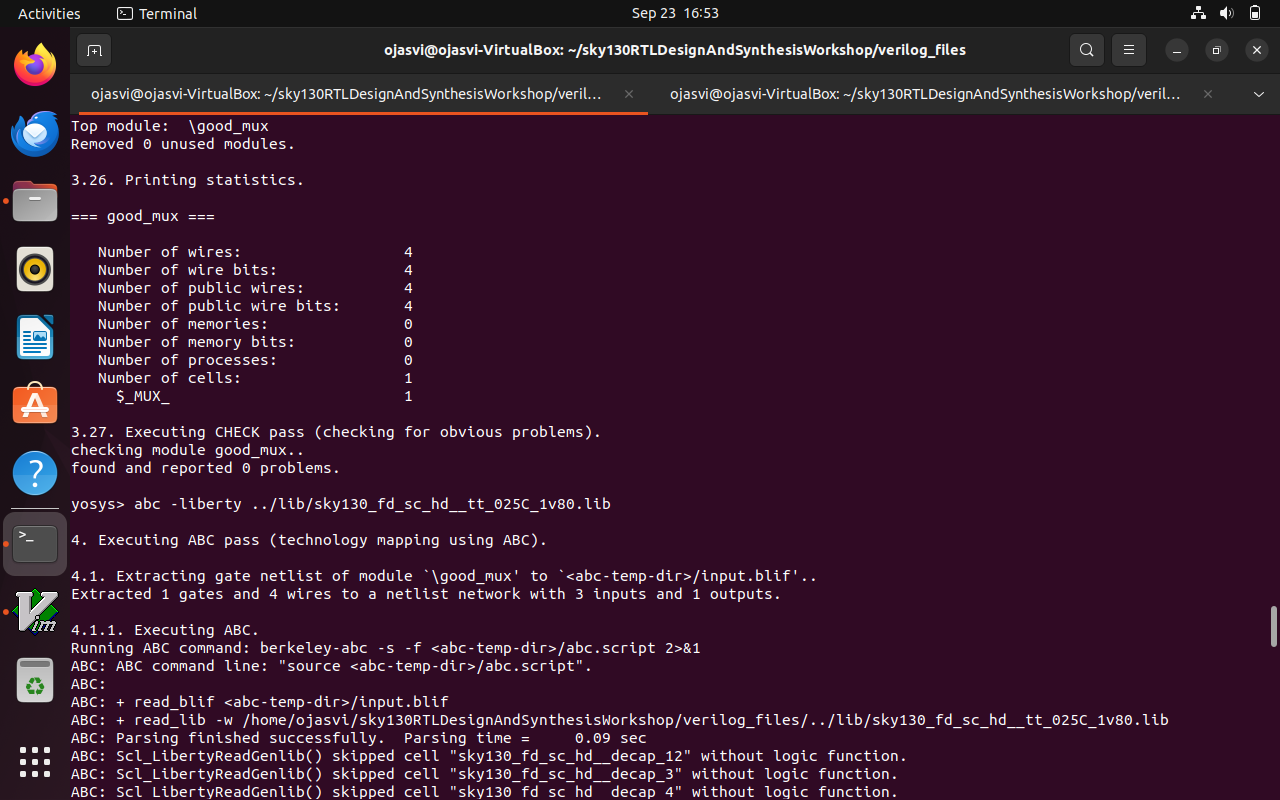 Activities
Terminal
Sep 23 16:53
ojasvi@ojasvi-VirtualBox: ~/sky130RTLDesignAndSynthesisWorkshop/verilog_files
ojasvi@ojasvi-VirtualBox: ~/sky130RTLDesignAndSynthesisWorkshop/veril...
ojasvi@ojasvi-VirtualBox: ~/sky130RTLDesignAndSynthesisWorkshop/veril...
Top module:  \good_mux
Removed 0 unused modules.
3.26. Printing statistics.
=== good_mux ===
Number of wires: 4
Number of wire bits: 4
Number of public wires: 4
Number of public wire bits: 4
Number of memories: 0
Number of memory bits: 0
Number of processes: 0
Number of cells: 1
$_MUX_ 1
3.27. Executing CHECK pass (checking for obvious problems).
checking module good_mux..
found and reported 0 problems.
yosys> abc -liberty ../lib/sky130_fd_sc_hd__tt_025C_1v80.lib
4. Executing ABC pass (technology mapping using ABC).
4.1. Extracting gate netlist of module `\good_mux' to `<abc-temp-dir>/input.blif'..
Extracted 1 gates and 4 wires to a netlist network with 3 inputs and 1 outputs.
4.1.1. Executing ABC.
Running ABC command: berkeley-abc -s -f <abc-temp-dir>/abc.script 2>&1
ABC: ABC command line: "source <abc-temp-dir>/abc.script".
ABC:
ABC: + read_blif <abc-temp-dir>/input.blif
ABC: + read_lib -w /home/ojasvi/sky130RTLDesignAndSynthesisWorkshop/verilog_files/../lib/sky130_fd_sc_hd__tt_025C_1v80.lib
ABC: Parsing finished successfully.  Parsing time =     0.09 sec
ABC: Scl_LibertyReadGenlib() skipped cell "sky130_fd_sc_hd__decap_12" without logic function.
ABC: Scl_LibertyReadGenlib() skipped cell "sky130_fd_sc_hd__decap_3" without logic function.
ABC: Scl_LibertyReadGenlib() skipped cell "sky130_fd_sc_hd__decap_4" without logic function.